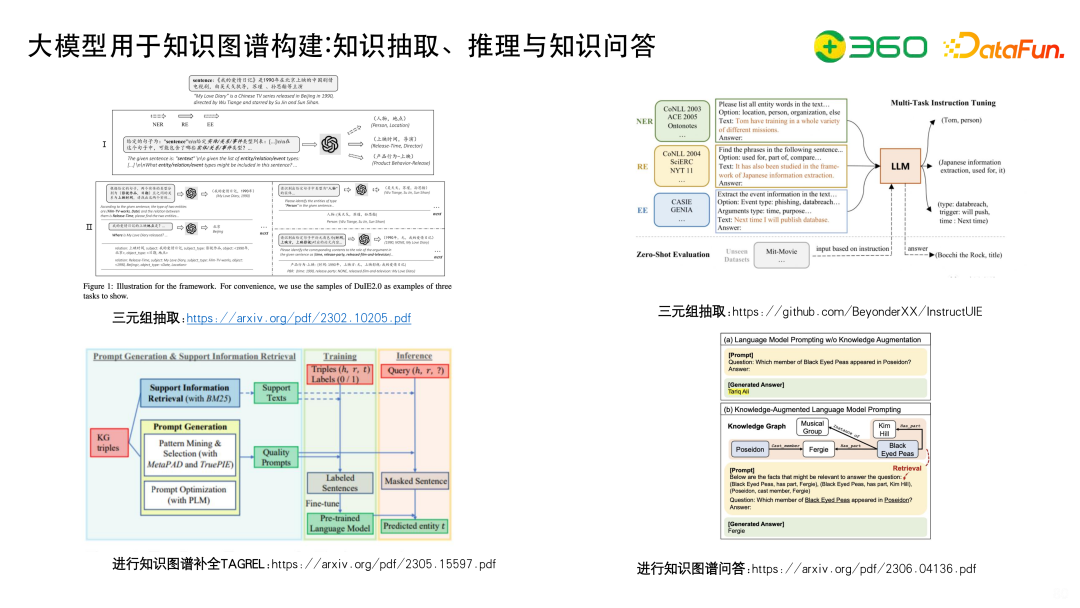 大模型用于知识图谱构建:知识抽取、推理与知识问答
360
DataFun.
sentence: 《我的爱情日记》是1990年在北京上映的中国剧情
电视剧,由吴天戈执导,苏瑾、孙思翰等主演
"My Love Diary" is a Chinese TV series released in Beijing in 1990,
directed by Wu Tiange and starred by Su Jin and Sun Sihan.
NER RE EE
I
The given sentence is "sentect" \n\n given the list of entity/relation/event types
[...] \n\nWhat entity/relation/event types might be included in this sentence? ...
(人物, 地点)
(Person, Location)
(上映时间, 导演)
(Release-Time, Director)
(产品行为-上映)
(Product Behavior-Release)
II
Figure 1: Illustration for the framework. For convenience, we use the samples of DuIE2.0 as examples of three
tasks to show.
三元组抽取:https://arxiv.org/pdf/2302.10205.pdf
NER
CoNLL 2003
ACE 2005
Ontonotes
…
Please list all entity words in the text…
Option: location, person, organization, else
Text: Tom have training in a whole variety
of different missions.
Answer:
RE
CoNLL 2004
SciERC
NYT 11
…
Find the phrases in the following sentence...
Option: used for, part of, compare…
Text: It has also been studied in the frame-
work of Japanese information extraction.
Answer:
EE
CASIE
GENIA
…
Extract the event information in the text…
Option: Event type: phishing, databreach…
Arguments type: time, purpose…
Text: Next time I will publish database.
Answer:
Multi-Task Instruction Tuning
LLM
(Tom, person)
(Japanese information
extraction, used for, it)
(type: databreach,
trigger: will push,
time : Next time)
Zero-Shot Evaluation
Unseen
Datasets
Mit-Movie
…
input based on instruction
answer
(Bocchi the Rock, title)
三元组抽取:https://github.com/BeyonderXX/InstructUIE
Prompt Generation & Support Information Retrieval
Training
Inference
KG
triples
Support Information
Retrieval (with BM25)
Support
Texts
Prompt Generation
Pattern Mining &
Selection (with
MetaPAD and TruePIE)
Prompt Optimization
(with PLM)
Quality
Prompts
Triples (h, r, t)
Labels (0 / 1)
Query (h, r, ?)
Labeled
Sentences
Masked Sentence
Fine-tune
Pre-trained
Language Model
Predicted entity t
进行知识图谱补全TAGREL:https://arxiv.org/pdf/2305.15597.pdf
(a) Language Model Prompting w/o Knowledge Augmentation
[Prompt]
Question: Which member of Black Eyed Peas appeared in Poseidon?
Answer:
[Generated Answer]
Tariq Ali
(b) Knowledge-Augmented Language Model Prompting
Knowledge Graph
Musical
Group
Kim
Hill
Instance of
Has_part
Poseidon
Cast_member
Fergie
Has_part
Black
Eyed Peas
Retrieval
[Prompt]
Below are the facts that might be relevant to answer the question:
(Black Eyed Peas, has part, Fergie), (Black Eyed Peas, has part, Kim Hill),
(Poseidon, cast member, Fergie)
Question: Which member of Black Eyed Peas appeared in Poseidon?
Answer:
[Generated Answer]
Fergie
进行知识图谱问答:https://arxiv.org/pdf/2306.04136.pdf